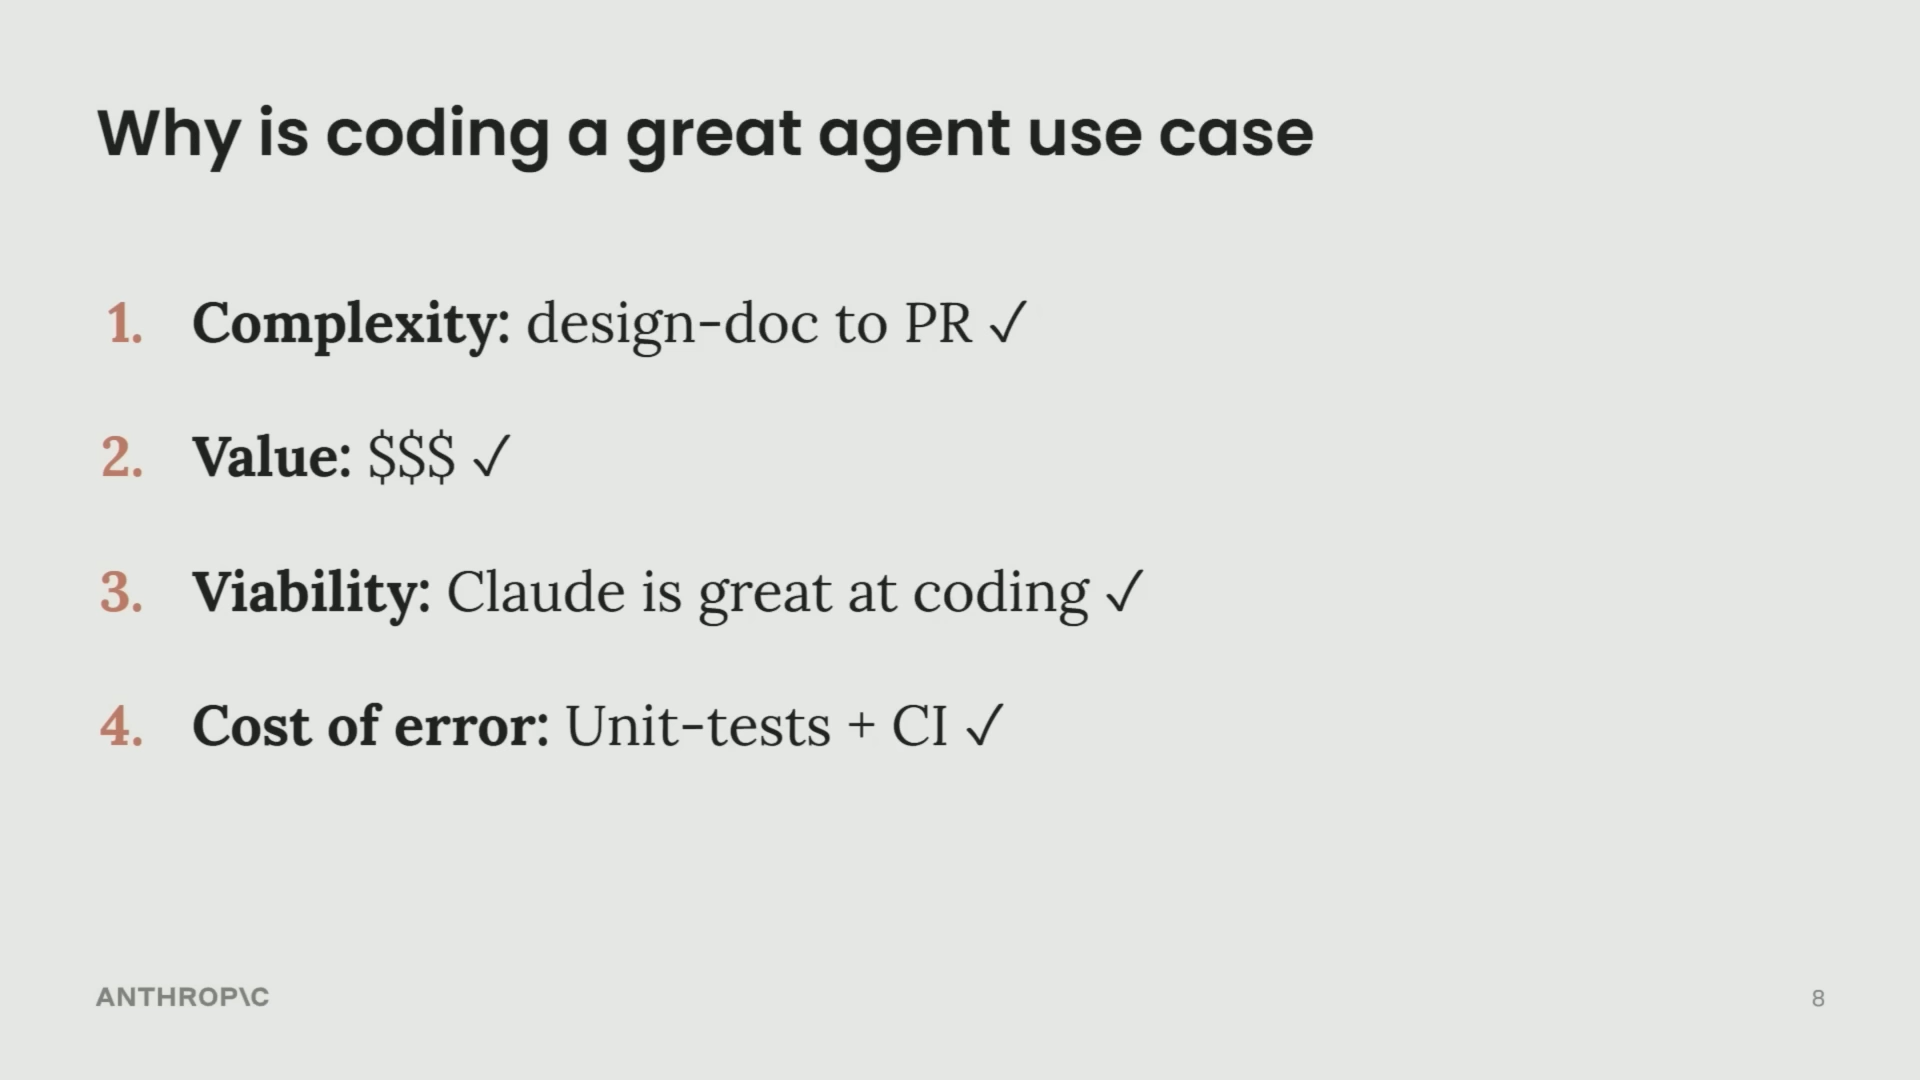 Why is coding a great agent use case
1. Complexity: design-doc to PR ✓
2. Value: $$$ ✓
3. Viability: Claude is great at coding ✓
4. Cost of error: Unit-tests + CI ✓
ANTHROP\C
8